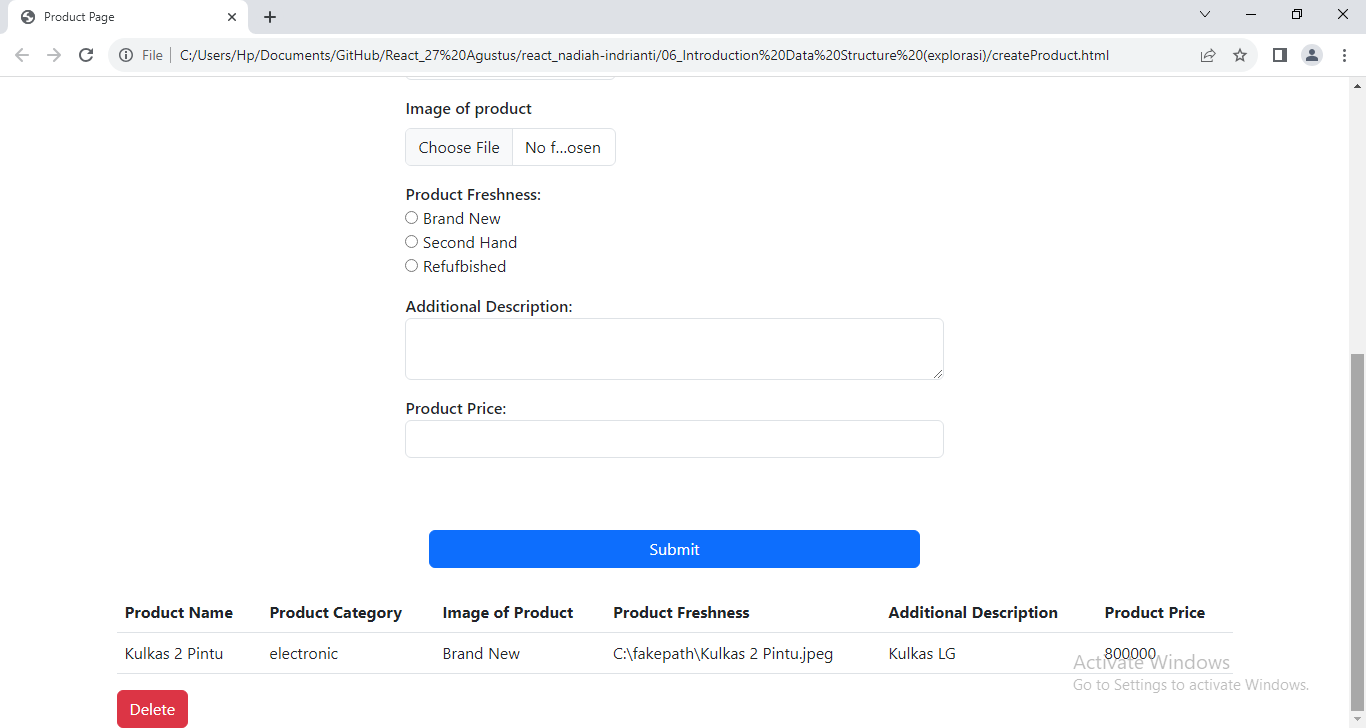 Product Page
File | C:/Users/Hp/Documents/GitHub/React_27%20Agustus/react_nadiah-indrianti/06_Introduction%20Data%20Structure%20(explorasi)/createProduct.html
Image of product
Choose File No f...osen
Product Freshness:
Brand New
Second Hand
Refufbished
Additional Description:
Product Price:
Submit
Product Name Product Category Image of Product Product Freshness Additional Description Product Price
Kulkas 2 Pintu electronic Brand New C:\fakepath\Kulkas 2 Pintu.jpeg Kulkas LG 800000
Activate Windows
Go to Settings to activate Windows.
Delete